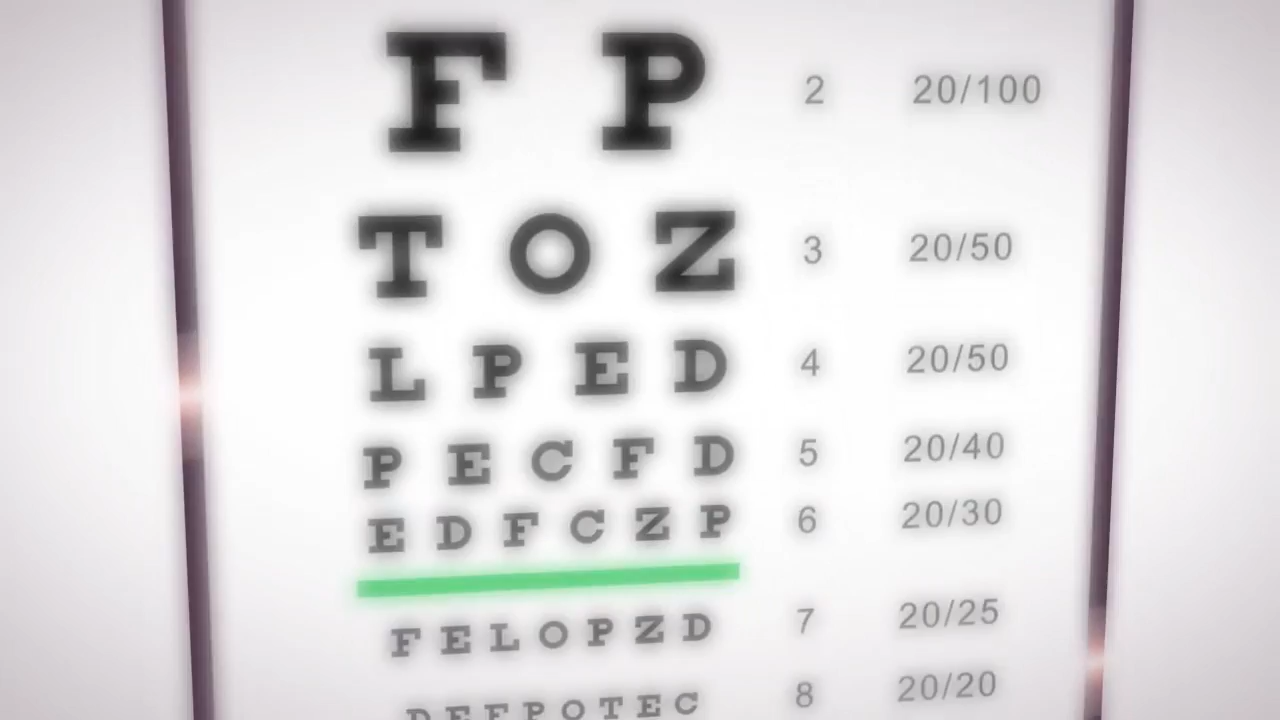 F P 2 20/100
T O Z 3 20/50
L P E D 4 20/50
P E C F D 5 20/40
E D F C Z P 6 20/30
F E L O P Z D 7 20/25
D E F P O T E C 8 20/20